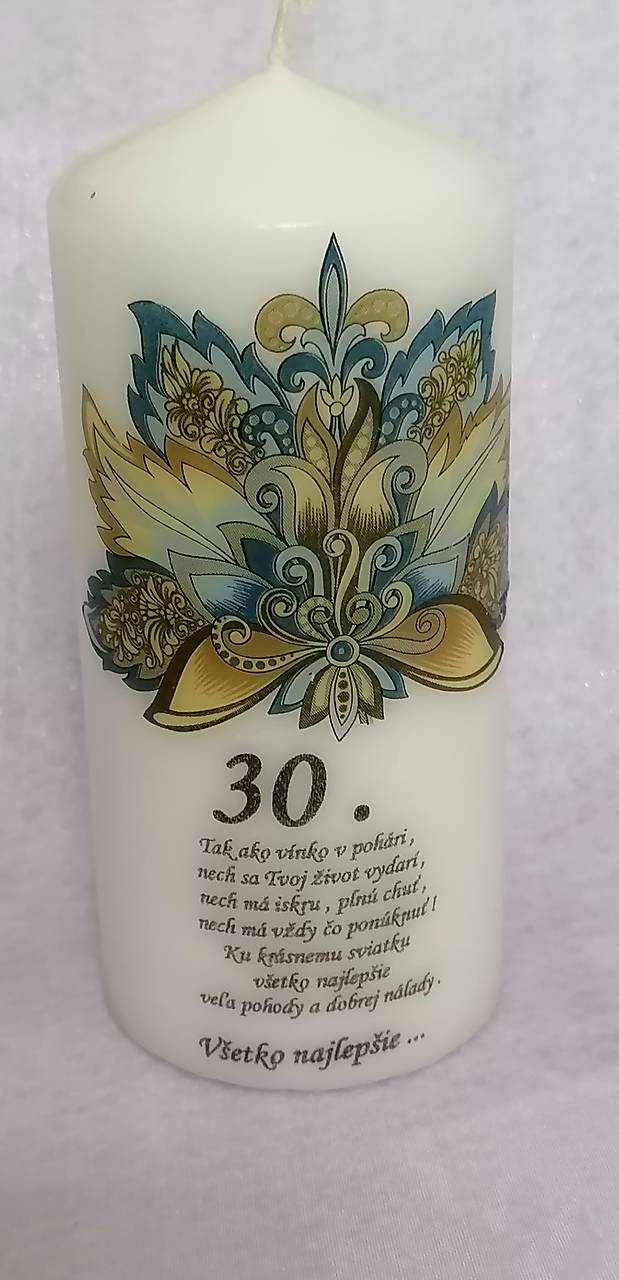 30 .
Tak ako vínko v pohári ,
nech sa Tvoj život vydarí ,
nech má iskru , plnú chuť ,
nech má vždy čo ponúknuť !
Ku krásnemu sviatku
všetko najlepšie
veľa pohody a dobrej nálady .
Všetko najlepšie ...